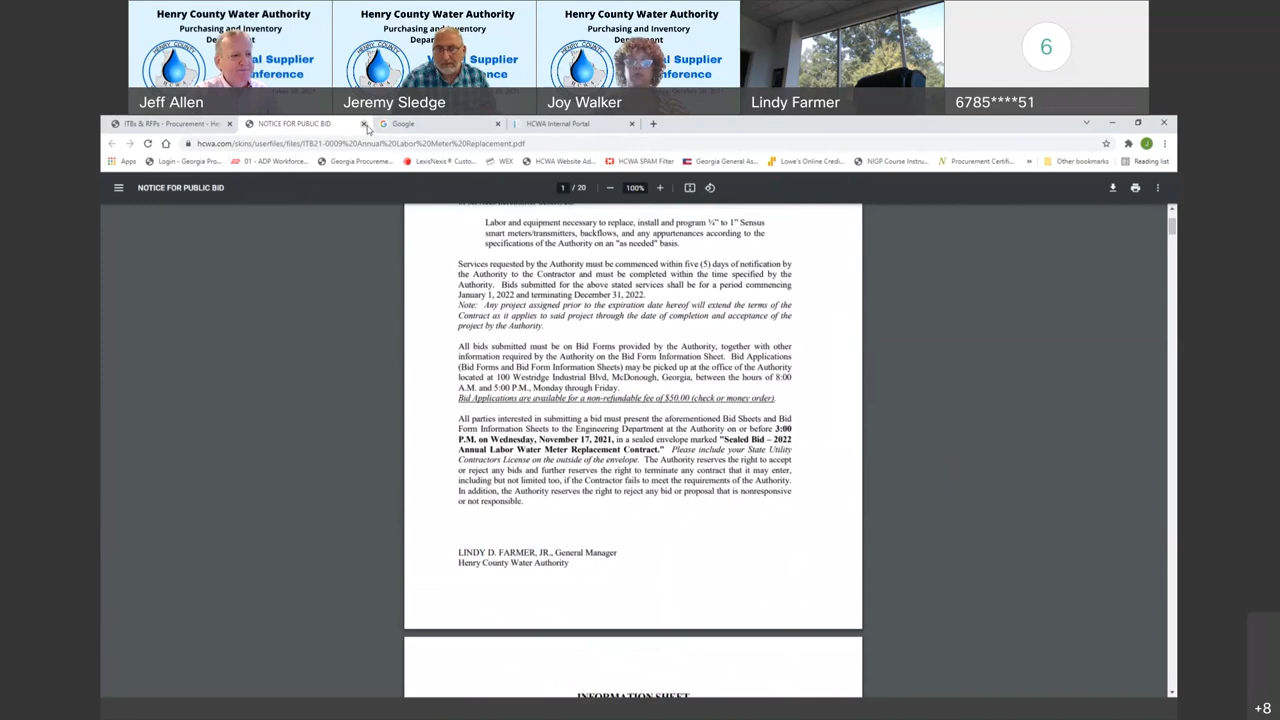 Henry County Water Authority
Purchasing and Inventory
Henry County Water Authority
Purchasing and Inventory
Henry County Water Authority
Purchasing and Inventory
HENRY COUNTY
Supplier
HENRY COUNTY
Supplier
HENRY COUNTY
Supplier
6
Jeff Allen
Jeremy Sledge
Joy Walker
Lindy Farmer
6785****51
ITBs & RFPs - Procurement - He
NOTICE FOR PUBLIC BID
Google
HCWA Internal Portal
hcwa.com/skins/userfiles/files/ITB21-0009%20Annual%20Labor%20Meter%20Replacement.pdf
Apps
Login - Georgia Pro...
01 - ADP Workforce...
Georgia Procureme...
LexisNexis® Custo...
WEX
HCWA Website Ad...
HCWA SPAM Filter
Georgia General As...
Lowe's Online Credi...
NIGP Course Instru...
Procurement Certific...
»
Other bookmarks
Reading list
NOTICE FOR PUBLIC BID
1 / 20
100%
Labor and equipment necessary to replace, install and program ¾" to 1" Sensus
smart meters/transmitters, backflows, and any appurtenances according to the
specifications of the Authority on an "as needed" basis.
Services requested by the Authority must be commenced within five (5) days of notification by
the Authority to the Contractor and must be completed within the time specified by the
Authority. Bids submitted for the above stated services shall be for a period commencing
January 1, 2022 and terminating December 31, 2022.
Note: Any project assigned prior to the expiration date hereof will extend the terms of the
Contract as it applies to said project through the date of completion and acceptance of the
project by the Authority.
All bids submitted must be on Bid Forms provided by the Authority, together with other
information required by the Authority on the Bid Form Information Sheet. Bid Applications
(Bid Forms and Bid Form Information Sheets) may be picked up at the office of the Authority
located at 100 Westridge Industrial Blvd, McDonough, Georgia, between the hours of 8:00
A.M. and 5:00 P.M., Monday through Friday.
Bid Applications are available for a non-refundable fee of $50.00 (check or money order).
All parties interested in submitting a bid must present the aforementioned Bid Sheets and Bid
Form Information Sheets to the Engineering Department at the Authority on or before 3:00
P.M. on Wednesday, November 17, 2021, in a sealed envelope marked "Sealed Bid – 2022
Annual Labor Water Meter Replacement Contract." Please include your State Utility
Contractors License on the outside of the envelope. The Authority reserves the right to accept
or reject any bids and further reserves the right to terminate any contract that it may enter,
including but not limited too, if the Contractor fails to meet the requirements of the Authority.
In addition, the Authority reserves the right to reject any bid or proposal that is nonresponsive
or not responsible.
LINDY D. FARMER, JR., General Manager
Henry County Water Authority
INFORMATION SHEET
+8